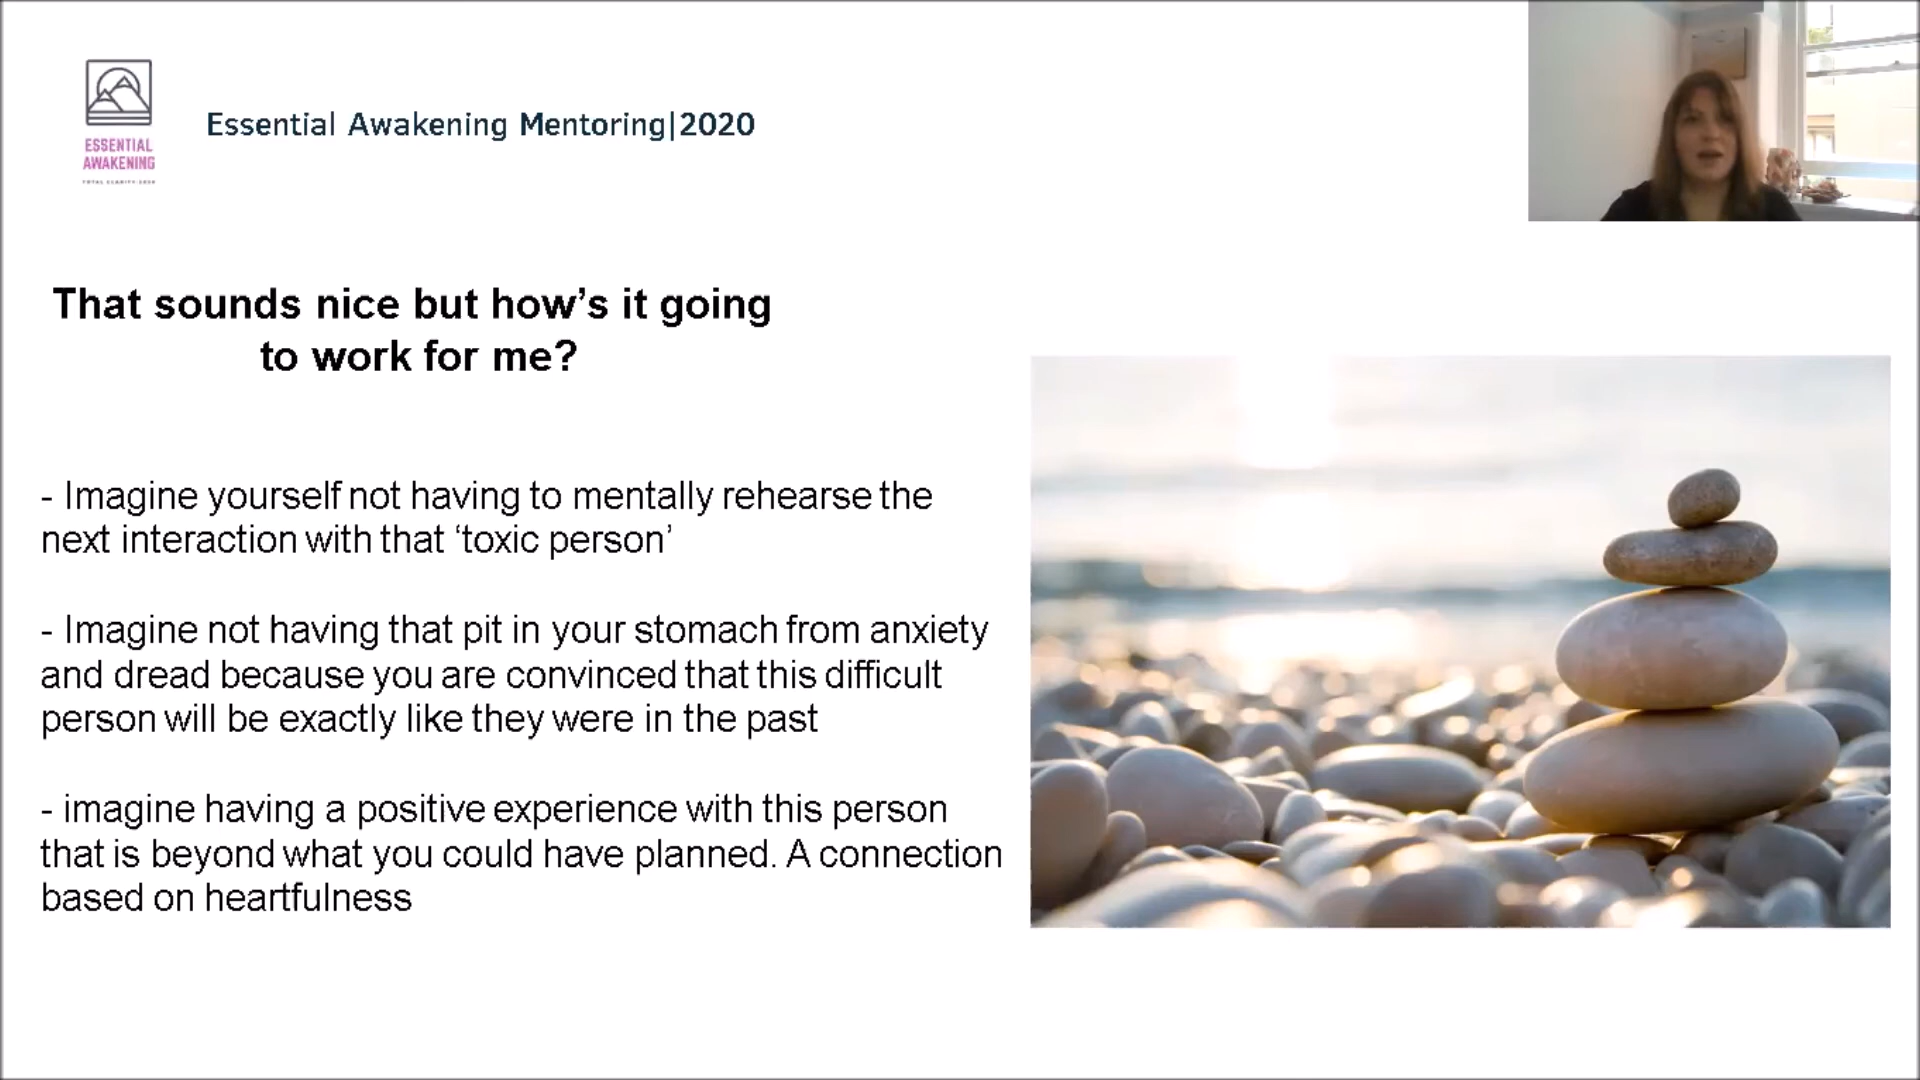 ESSENTIAL
AWAKENING
Essential Awakening Mentoring|2020
That sounds nice but how’s it going
to work for me?
- Imagine yourself not having to mentally rehearse the
next interaction with that ‘toxic person’
- Imagine not having that pit in your stomach from anxiety
and dread because you are convinced that this difficult
person will be exactly like they were in the past
- imagine having a positive experience with this person
that is beyond what you could have planned. A connection
based on heartfulness